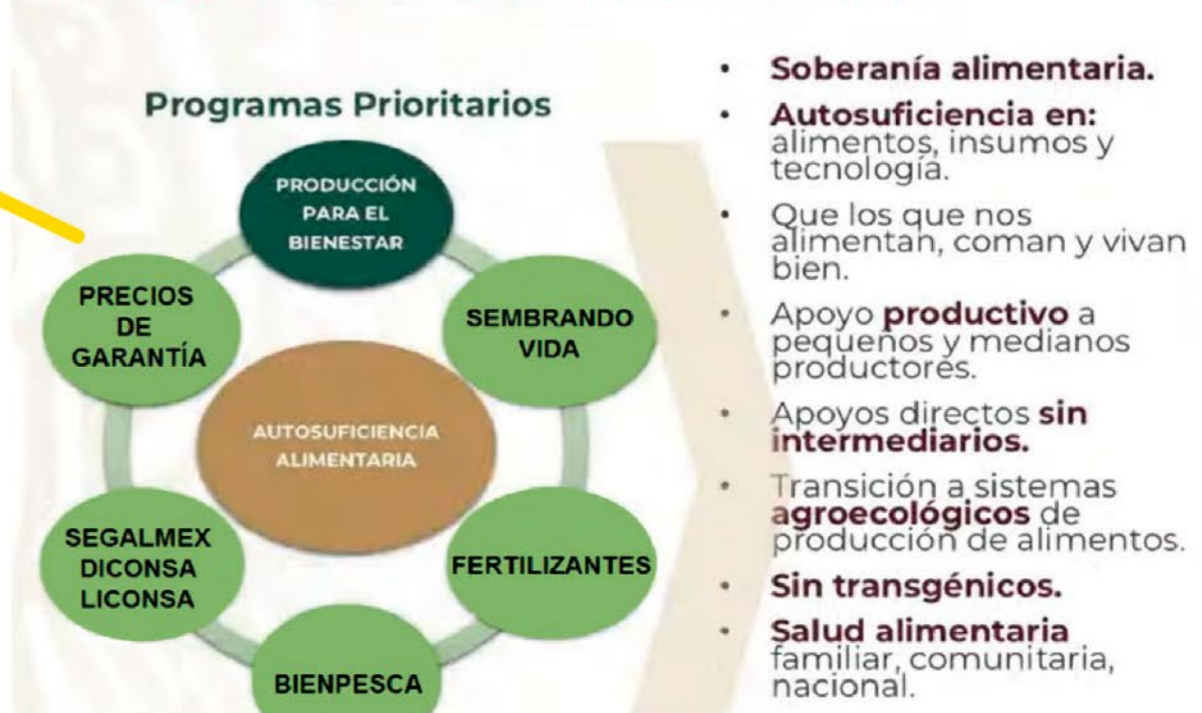 Programas Prioritarios
PRODUCCIÓN
PARA EL
BIENESTAR
PRECIOS
DE
GARANTÍA
SEMBRANDO
VIDA
AUTOSUFICIENCIA
ALIMENTARIA
SEGALMEX
DICONSA
LICONSA
FERTILIZANTES
BIENPESCA
• Soberanía alimentaria.
• Autosuficiencia en:
alimentos, insumos y
tecnología.
• Que los que nos
alimentan, coman y vivan
bien.
• Apoyo productivo a
pequeños y medianos
productores.
• Apoyos directos sin
intermediarios.
• Transición a sistemas
agroecológicos de
producción de alimentos.
• Sin transgénicos.
• Salud alimentaria
familiar, comunitaria,
nacional.